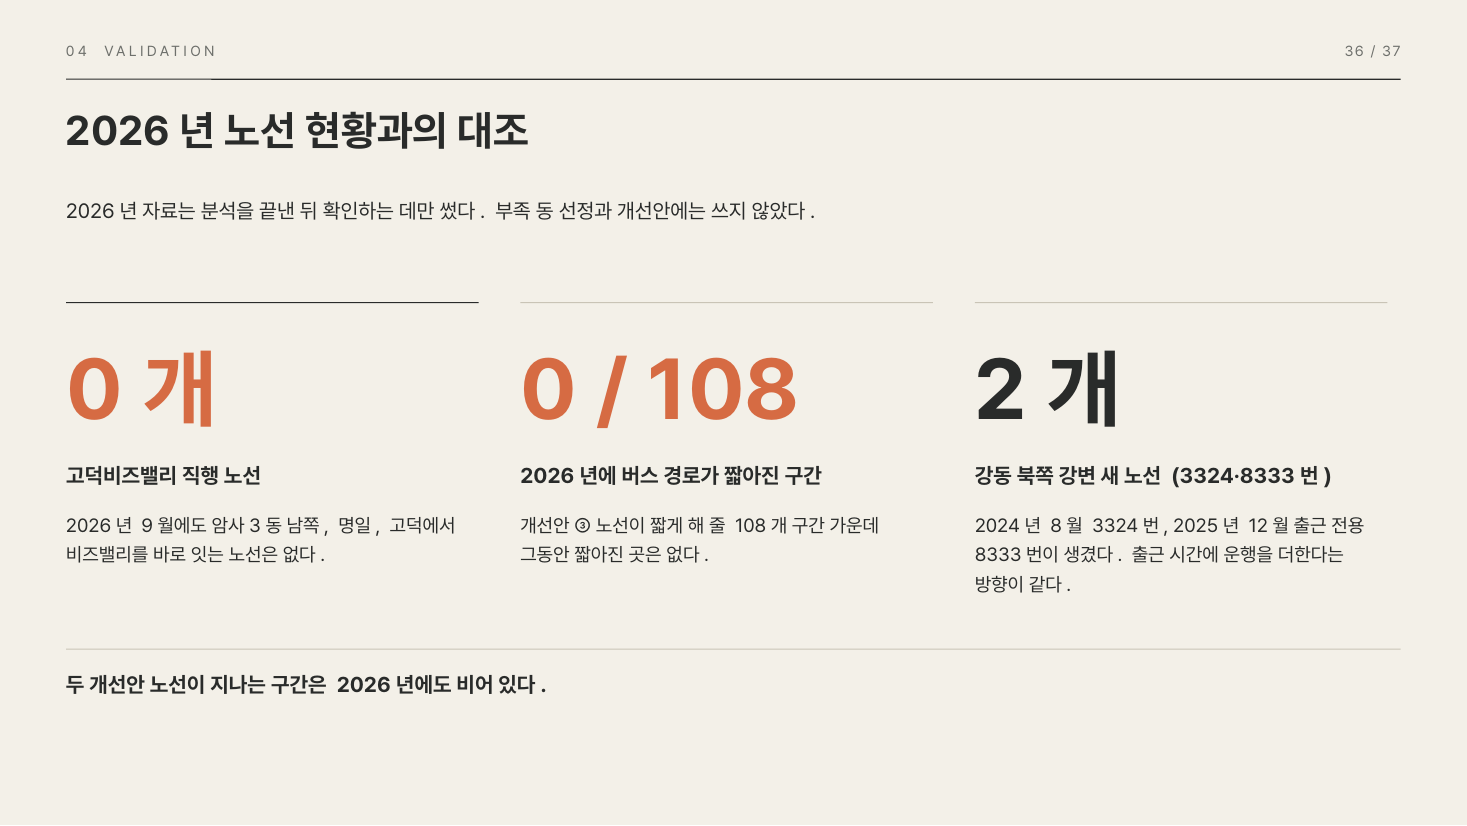 04 VALIDATION
36 / 37
2026 년 노선 현황과의 대조
2026 년 자료는 분석을 끝낸 뒤 확인하는 데만 썼다 . 부족 동 선정과 개선안에는 쓰지 않았다 .
0 개
고덕비즈밸리 직행 노선
2026 년 9 월에도 암사 3 동 남쪽 , 명일 , 고덕에서
비즈밸리를 바로 잇는 노선은 없다 .
0 / 108
2026 년에 버스 경로가 짧아진 구간
개선안 ③ 노선이 짧게 해 줄 108 개 구간 가운데
그동안 짧아진 곳은 없다 .
2 개
강동 북쪽 강변 새 노선 (3324·8333 번 )
2024 년 8 월 3324 번 , 2025 년 12 월 출근 전용
8333 번이 생겼다 . 출근 시간에 운행을 더한다는
방향이 같다 .
두 개선안 노선이 지나는 구간은 2026 년에도 비어 있다 .